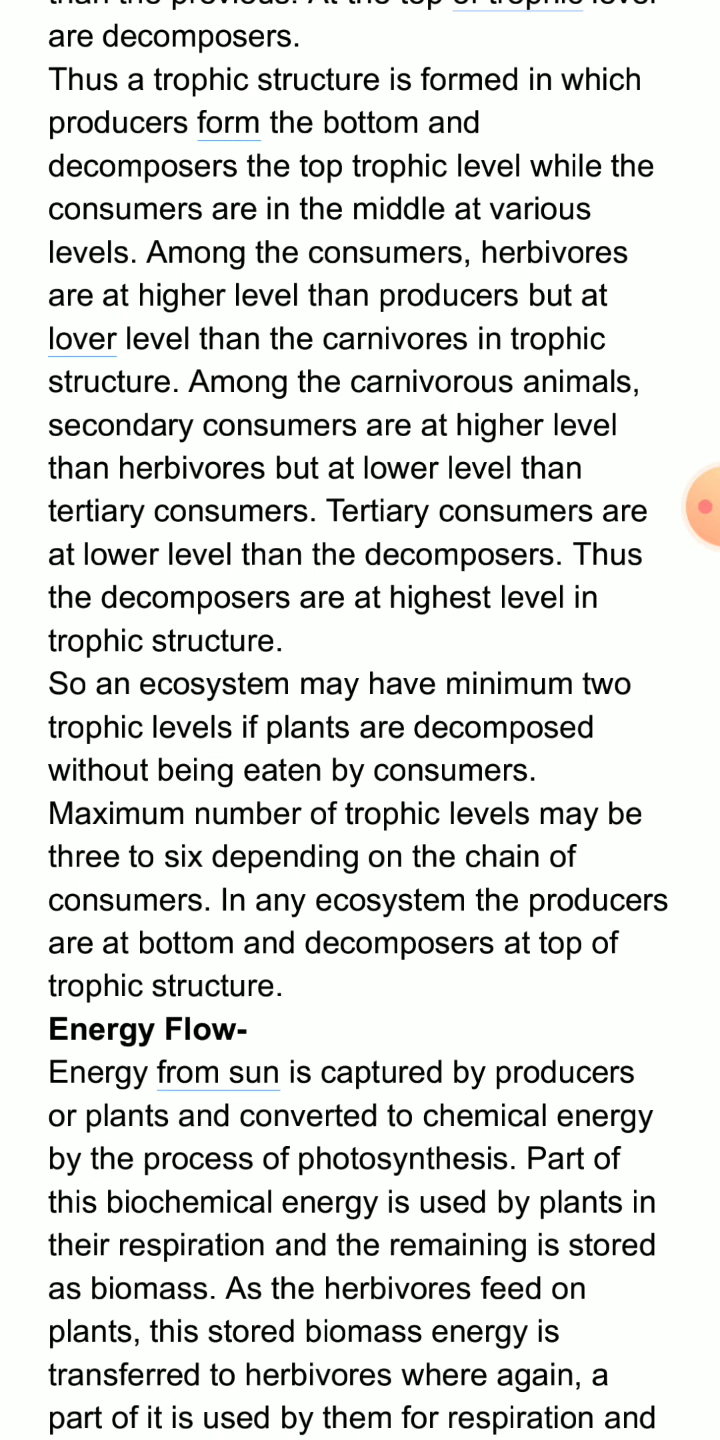 than the previous. At the top of trophic level
are decomposers.
Thus a trophic structure is formed in which
producers form the bottom and
decomposers the top trophic level while the
consumers are in the middle at various
levels. Among the consumers, herbivores
are at higher level than producers but at
lover level than the carnivores in trophic
structure. Among the carnivorous animals,
secondary consumers are at higher level
than herbivores but at lower level than
tertiary consumers. Tertiary consumers are
at lower level than the decomposers. Thus
the decomposers are at highest level in
trophic structure.
So an ecosystem may have minimum two
trophic levels if plants are decomposed
without being eaten by consumers.
Maximum number of trophic levels may be
three to six depending on the chain of
consumers. In any ecosystem the producers
are at bottom and decomposers at top of
trophic structure.
Energy Flow-
Energy from sun is captured by producers
or plants and converted to chemical energy
by the process of photosynthesis. Part of
this biochemical energy is used by plants in
their respiration and the remaining is stored
as biomass. As the herbivores feed on
plants, this stored biomass energy is
transferred to herbivores where again, a
part of it is used by them for respiration and